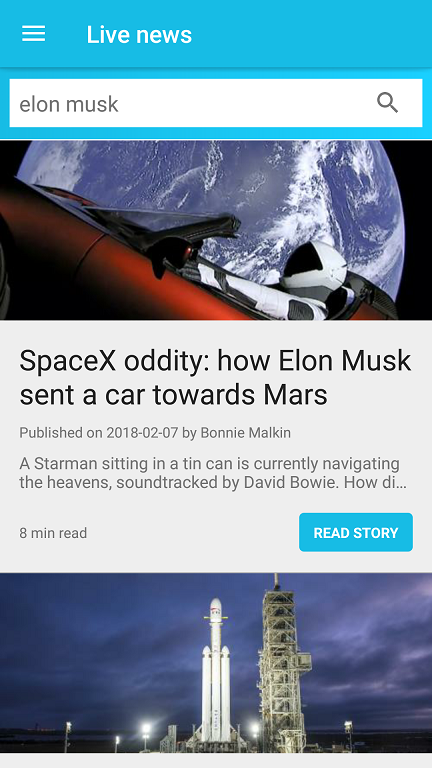 Live news
elon musk
SpaceX oddity: how Elon Musk
sent a car towards Mars
Published on 2018-02-07 by Bonnie Malkin
A Starman sitting in a tin can is currently navigating
the heavens, soundtracked by David Bowie. How di…
8 min read
READ STORY